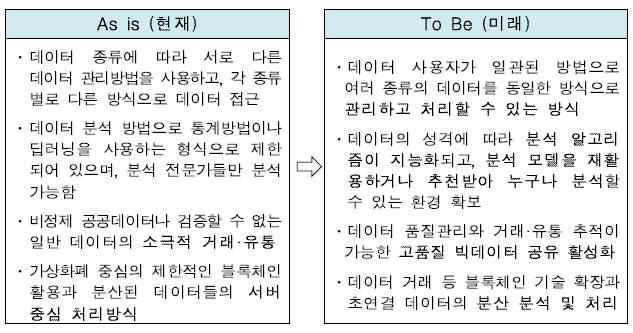 As is (현재)
· 데이터 종류에 따라 서로 다른
데이터 관리방법을 사용하고, 각 종류
별로 다른 방식으로 데이터 접근
· 데이터 분석 방법으로 통계방법이나
딥러닝을 사용하는 형식으로 제한
되어 있으며, 분석 전문가들만 분석
가능함
· 비정제 공공데이터나 검증할 수 없는
일반 데이터의 소극적 거래·유통
· 가상화폐 중심의 제한적인 블록체인
활용과 분산된 데이터들의 서버
중심 처리방식
To Be (미래)
· 데이터 사용자가 일관된 방법으로
여러 종류의 데이터를 동일한 방식으로
관리하고 처리할 수 있는 방식
· 데이터의 성격에 따라 분석 알고리
즘이 지능화되고, 분석 모델을 재활
용하거나 추천받아 누구나 분석할
수 있는 환경 확보
· 데이터 품질관리와 거래·유통 추적이
가능한 고품질 빅데이터 공유 활성화
· 데이터 거래 등 블록체인 기술 확장과
초연결 데이터의 분산 분석 및 처리